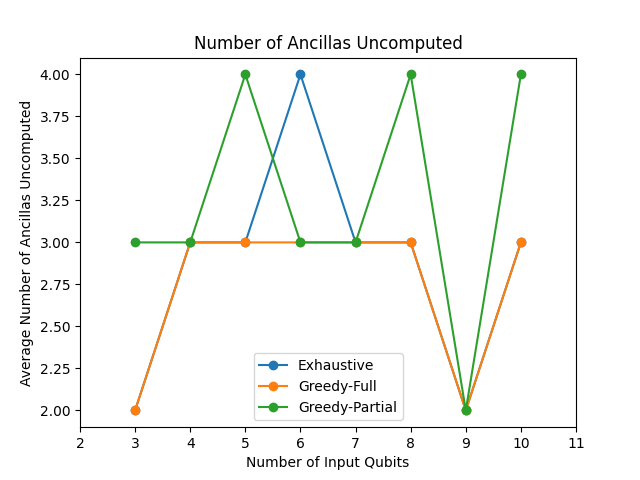 Number of Ancillas Uncomputed
Average Number of Ancillas Uncomputed
4.00
3.75
3.50
3.25
3.00
2.75
2.50
2.25
2.00
Exhaustive
Greedy-Full
Greedy-Partial
2 3 4 5 6 7 8 9 10 11
Number of Input Qubits